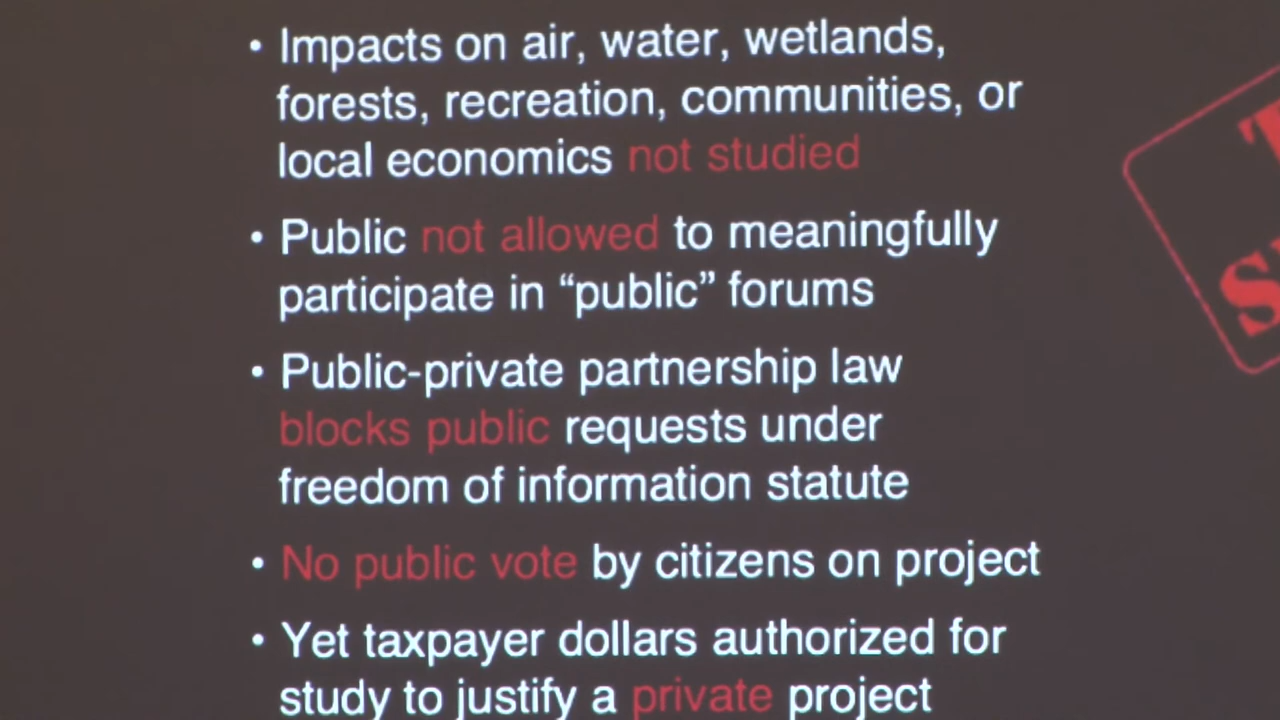 • Impacts on air, water, wetlands,
forests, recreation, communities, or
local economics not studied
• Public not allowed to meaningfully
participate in “public” forums
• Public-private partnership law
blocks public requests under
freedom of information statute
• No public vote by citizens on project
• Yet taxpayer dollars authorized for
study to justify a private project